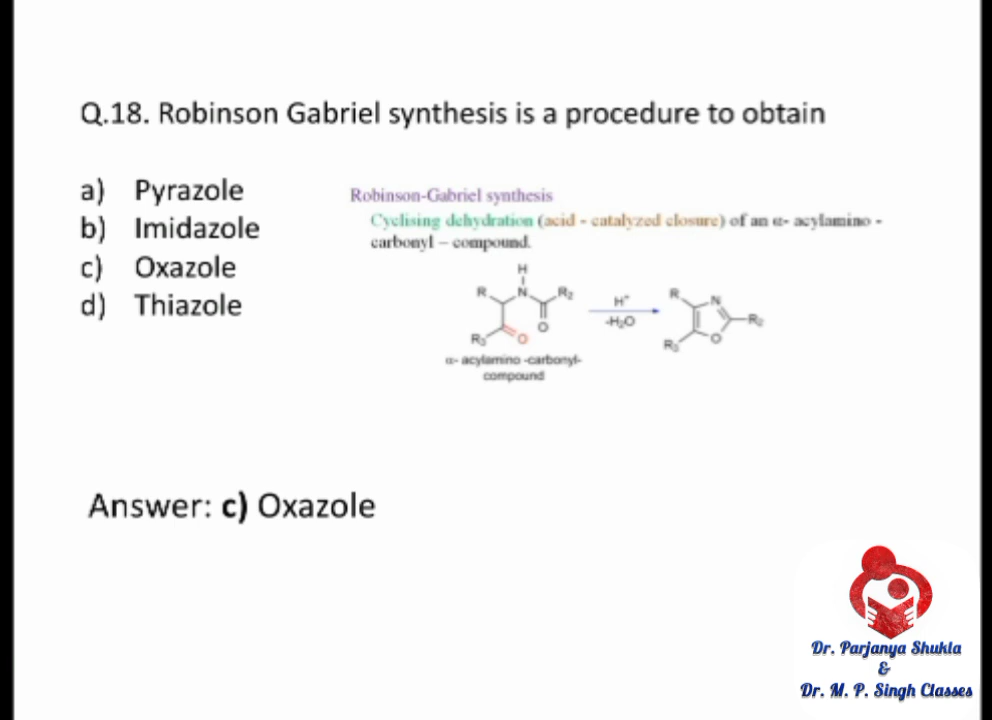 Q.18. Robinson Gabriel synthesis is a procedure to obtain
a) Pyrazole
b) Imidazole
c) Oxazole
d) Thiazole
Robinson-Gabriel synthesis
Cyclising dehydration (acid - catalyzed closure) of an α- acylamino -
carbonyl – compound.
H
R N R₂
O
R₃ O
H⁺
-H₂O
R N
R₂
R₃ O
α- acylamino -carbonyl-
compound
Answer: c) Oxazole
Dr. Parjanya Shukla
&
Dr. M. P. Singh Classes